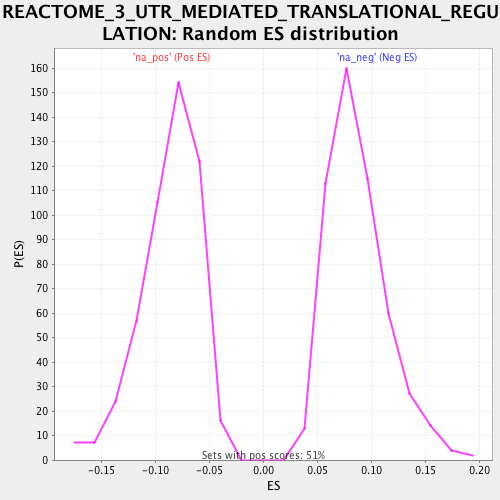 REACTOME_3_UTR_MEDIATED_TRANSLATIONAL_REGU
LATION: Random ES distribution
'na_pos' (Pos ES) 'na_neg' (Neg ES)
160
150
140
130
120
110
100
90
80
70
60
50
40
30
20
10
0
P(ES)
Sets with pos scores: 51%
-0.15 -0.10 -0.05 0.00 0.05 0.10 0.15 0.20
ES